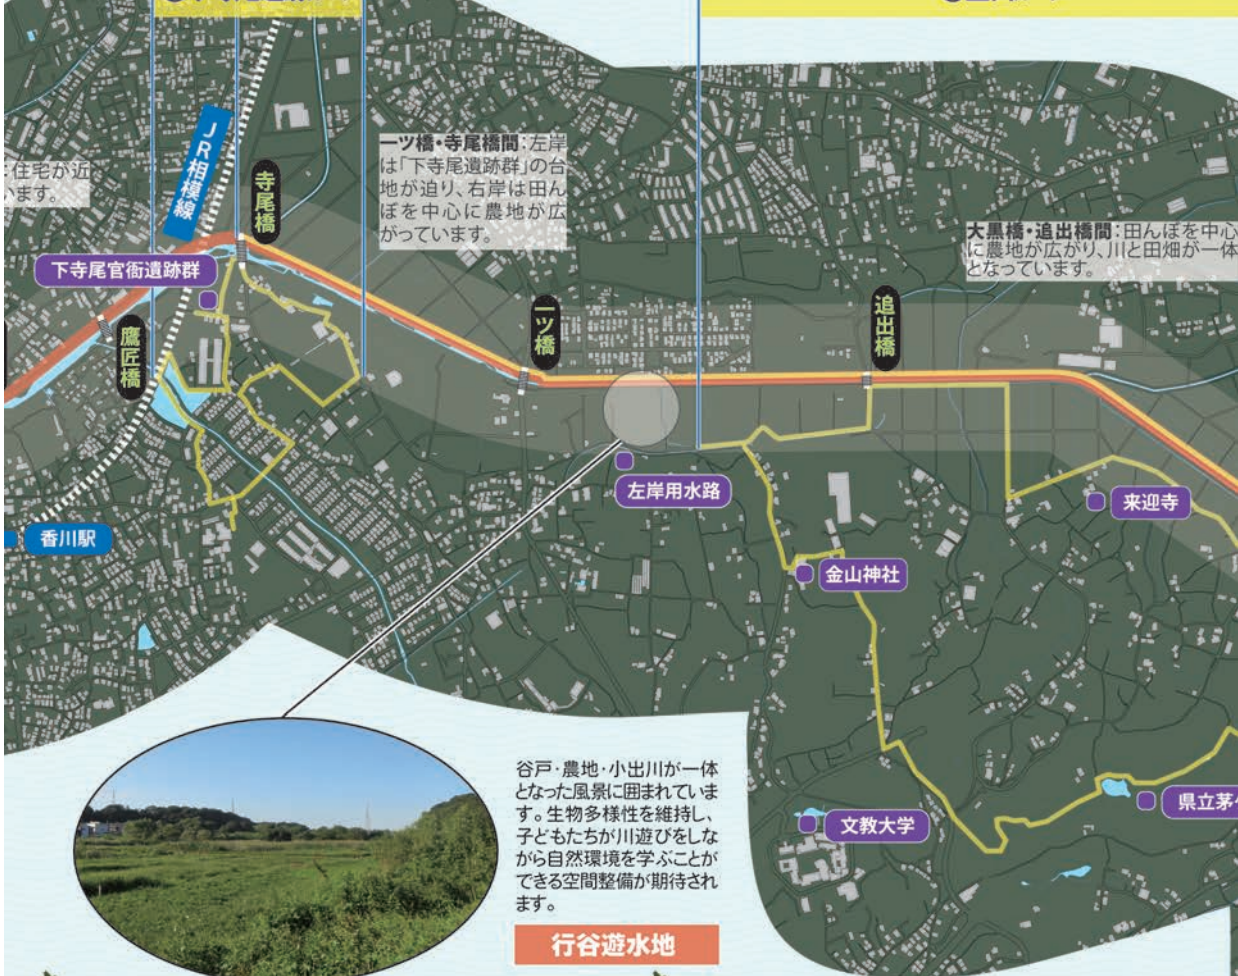 JR相模線
寺尾橋
一ツ橋・寺尾橋間：左岸
は「下寺尾遺跡群」の台
地が迫り、右岸は田ん
ぼを中心に農地が広
がっています。
：住宅が近
います。
大黒橋・追出橋間：田んぼを中心
に農地が広がり、川と田畑が一体
となっています。
下寺尾官衙遺跡群
鷹匠橋
一ツ橋
追出橋
左岸用水路
来迎寺
香川駅
金山神社
谷戸・農地・小出川が一体
となった風景に囲まれていま
す。生物多様性を維持し、
子どもたちが川遊びをしな
がら自然環境を学ぶことが
できる空間整備が期待され
ます。
文教大学
県立茅
行谷遊水地